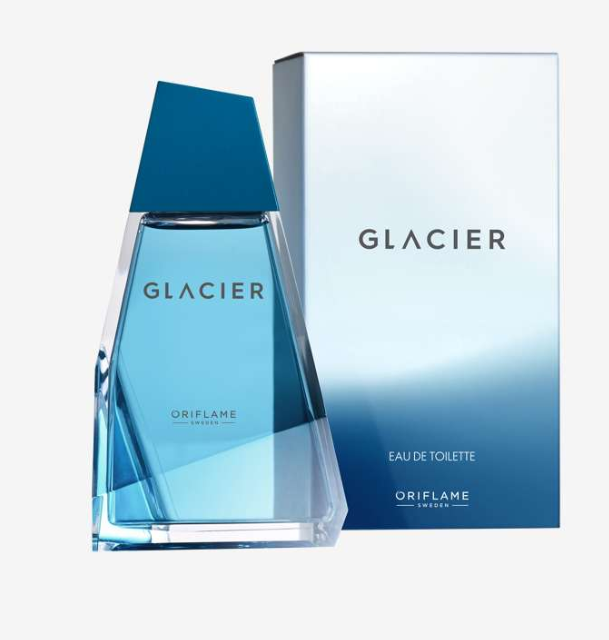 GLACIER
ORIFLAME
SWEDEN
GLACIER
EAU DE TOILETTE
ORIFLAME
SWEDEN